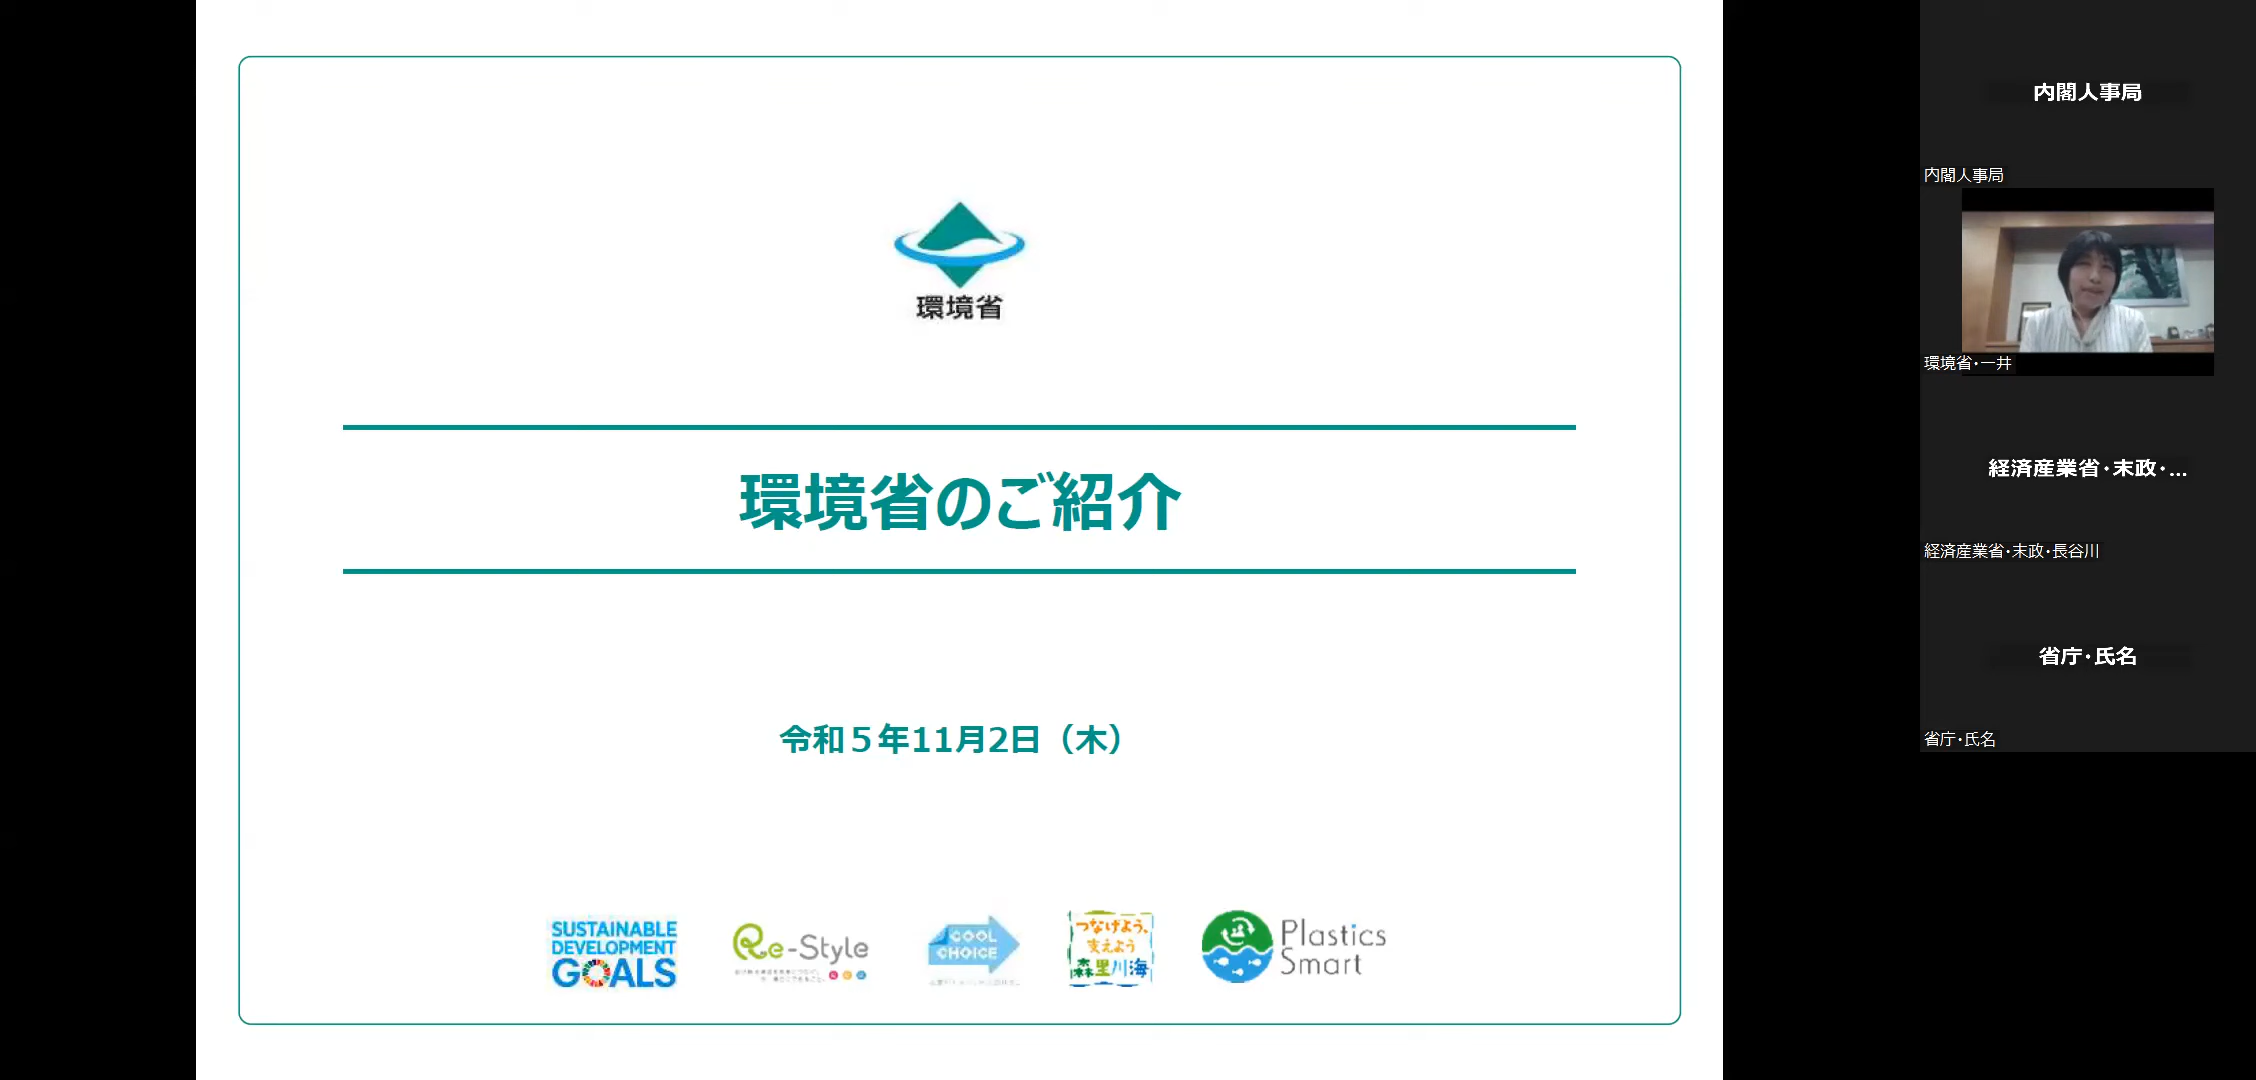 環境省
環境省のご紹介
令和５年11月2日（木）
SUSTAINABLE
DEVELOPMENT
GOALS
Re-Style
COOL
CHOICE
つなげよう、
支えよう
森里川海
Plastics
Smart
内閣人事局
内閣人事局
環境省・一井
経済産業省・末政・...
経済産業省・末政・長谷川
省庁・氏名
省庁・氏名